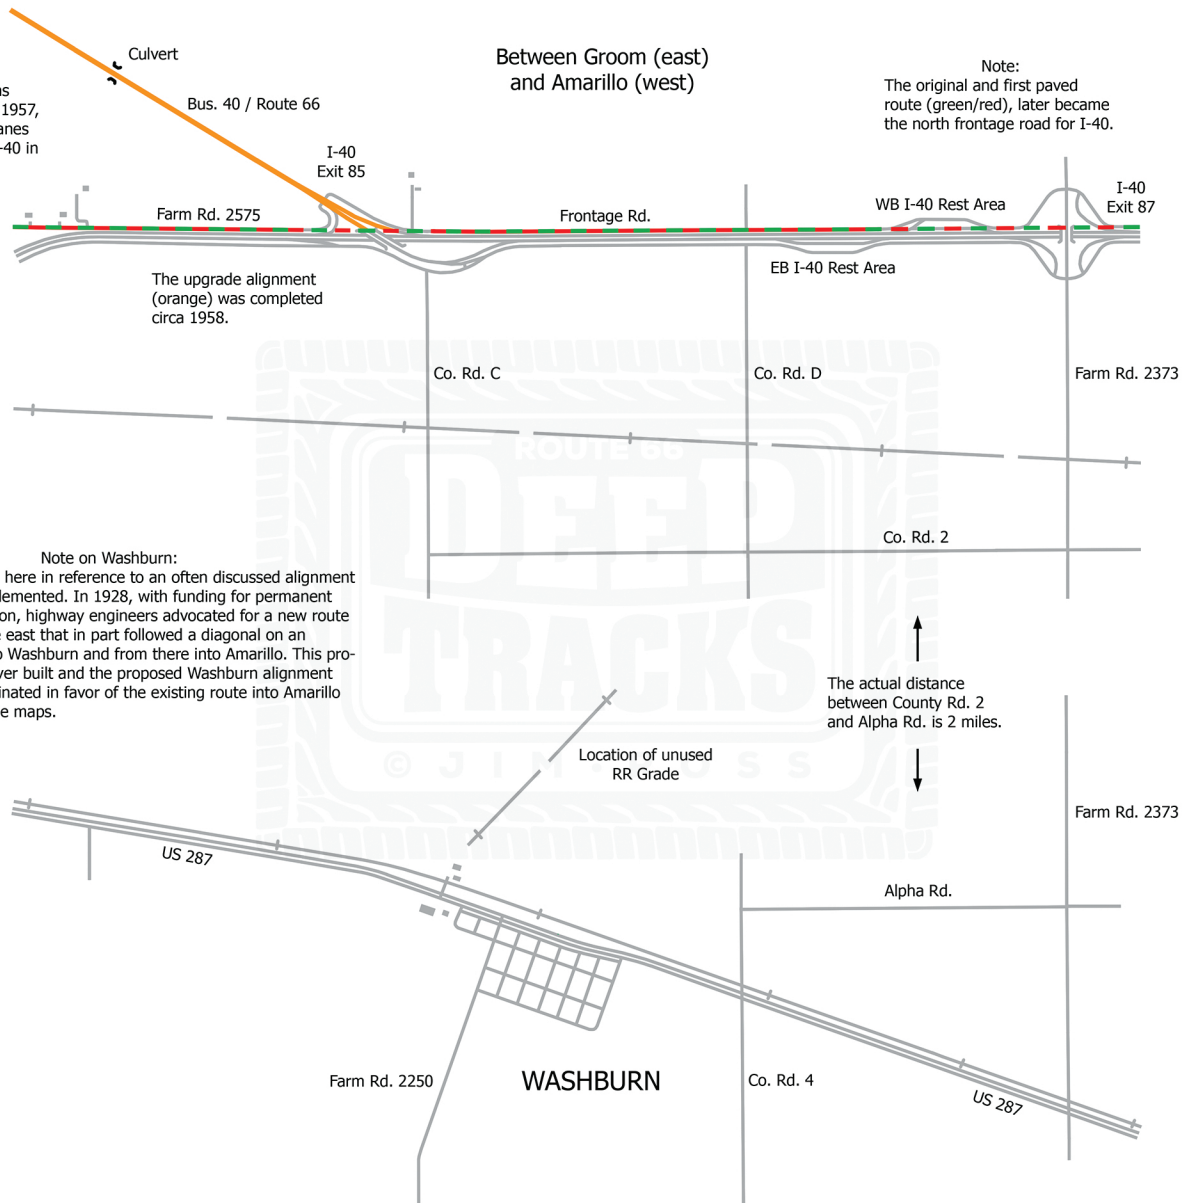 Culvert
Between Groom (east)
and Amarillo (west)
Note:
The original and first paved
route (green/red), later became
the north frontage road for I-40.
1957,
-40 in
Bus. 40 / Route 66
I-40
Exit 85
I-40
Exit 87
Farm Rd. 2575
Frontage Rd.
WB I-40 Rest Area
EB I-40 Rest Area
The upgrade alignment
(orange) was completed
circa 1958.
Co. Rd. C
Co. Rd. D
Farm Rd. 2373
ROUTE 66
DEEP
TRACKS
Co. Rd. 2
Note on Washburn:
here in reference to an often discussed alignment
lemented. In 1928, with funding for permanent
on, highway engineers advocated for a new route
e east that in part followed a diagonal on an
o Washburn and from there into Amarillo. This pro-
ver built and the proposed Washburn alignment
inated in favor of the existing route into Amarillo
e maps.
The actual distance
between County Rd. 2
and Alpha Rd. is 2 miles.
Location of unused
RR Grade
Farm Rd. 2373
US 287
Alpha Rd.
Farm Rd. 2250
WASHBURN
Co. Rd. 4
US 287